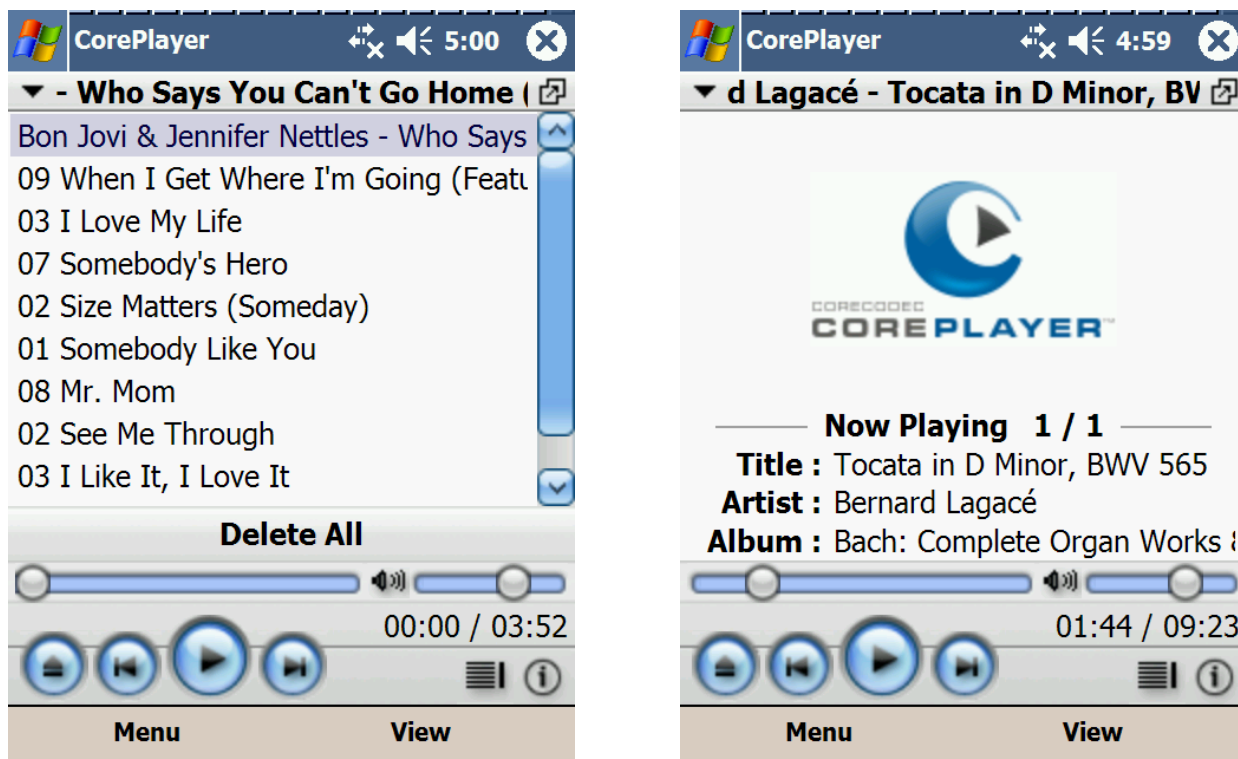 CorePlayer 5:00
- Who Says You Can't Go Home (
Bon Jovi & Jennifer Nettles - Who Says
09 When I Get Where I'm Going (Featu
03 I Love My Life
07 Somebody's Hero
02 Size Matters (Someday)
01 Somebody Like You
08 Mr. Mom
02 See Me Through
03 I Like It, I Love It
Delete All
00:00 / 03:52
Menu View
CorePlayer 4:59
d Lagacé - Tocata in D Minor, BV
CORECODEC
COREPLAYER™
Now Playing 1 / 1
Title : Tocata in D Minor, BWV 565
Artist : Bernard Lagacé
Album : Bach: Complete Organ Works
01:44 / 09:23
Menu View